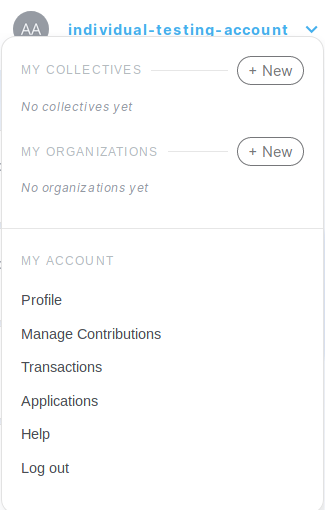 AA individual-testing-account
MY COLLECTIVES + New
No collectives yet
MY ORGANIZATIONS + New
No organizations yet
MY ACCOUNT
Profile
Manage Contributions
Transactions
Applications
Help
Log out